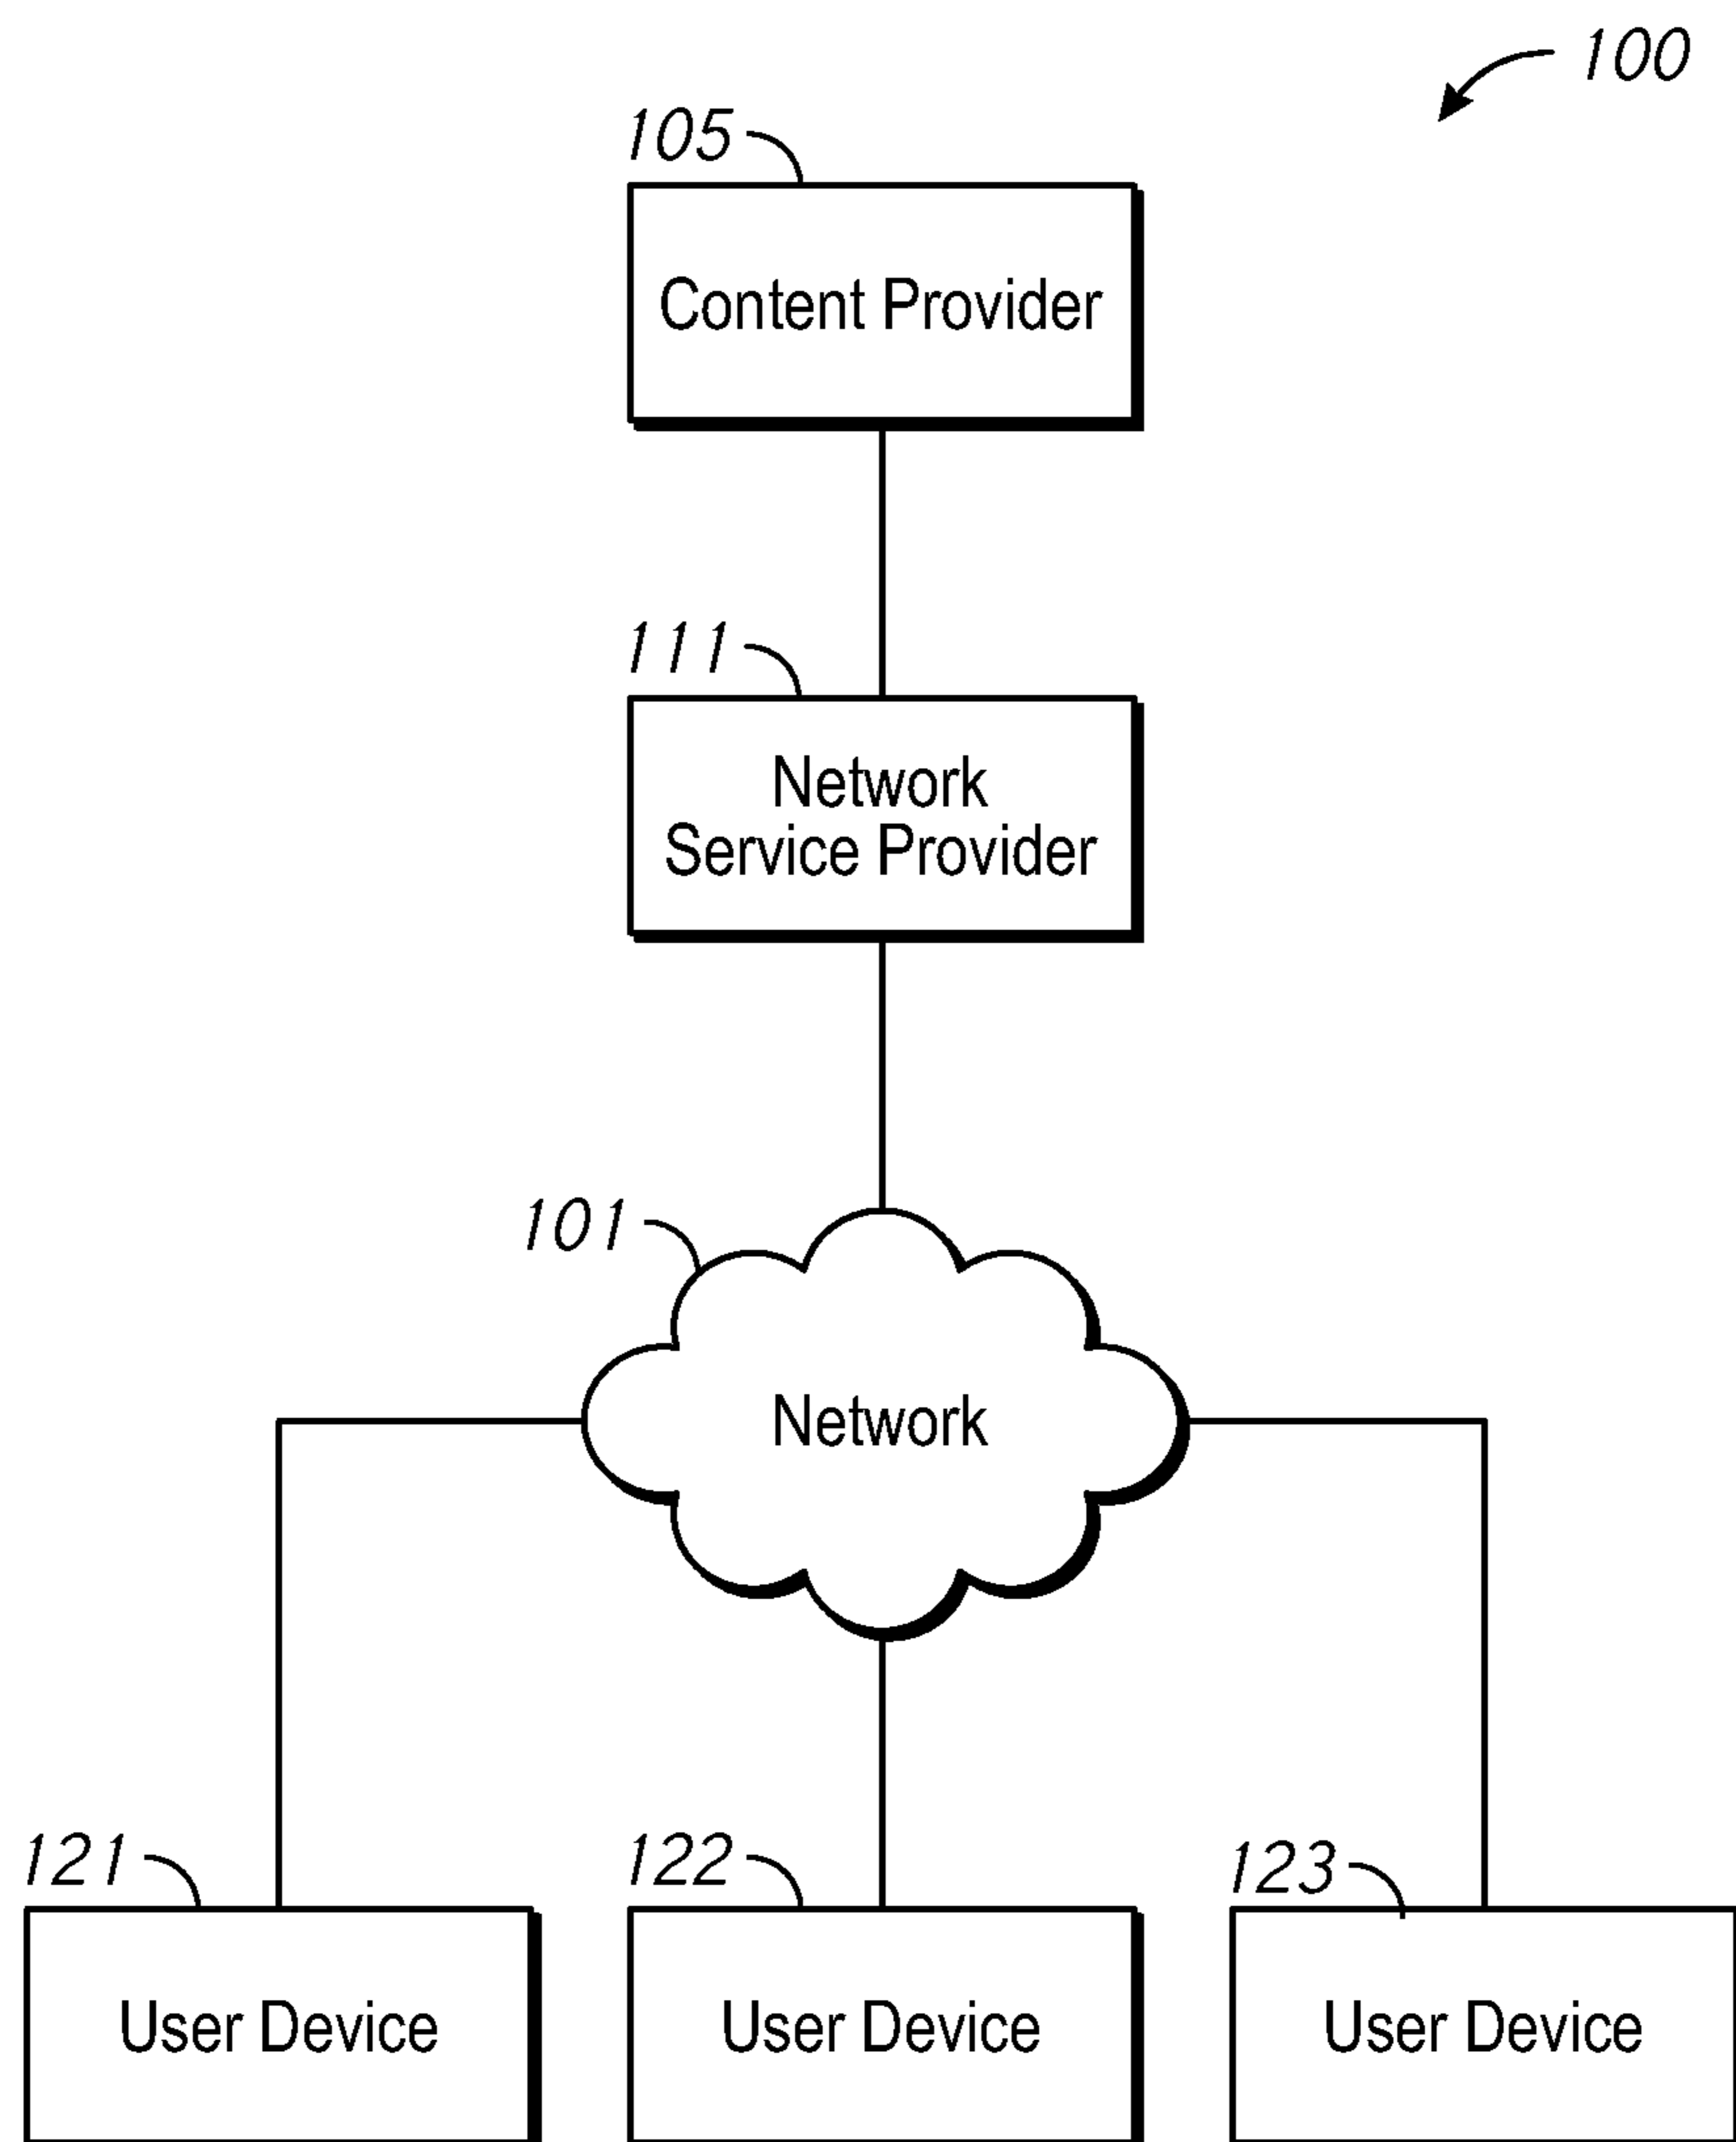 100
105
Content Provider
111
Network
Service Provider
101
Network
121
122
123
User Device
User Device
User Device